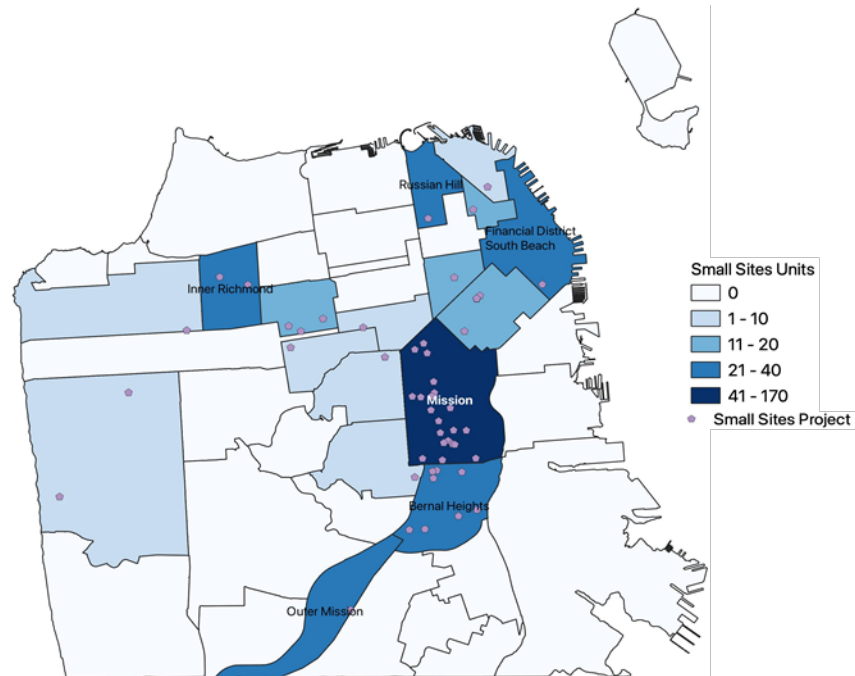 Russian Hill
Financial District
South Beach
Inner Richmond
Mission
Bernal Heights
Outer Mission
Small Sites Units
0
1 - 10
11 - 20
21 - 40
41 - 170
Small Sites Project